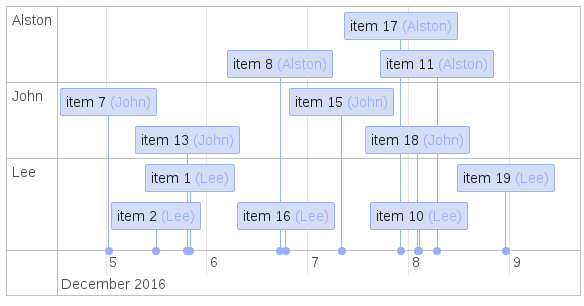 Alston
item 17 (Alston)
item 8 (Alston)
item 11 (Alston)
John
item 7 (John)
item 15 (John)
item 13 (John)
item 18 (John)
Lee
item 1 (Lee)
item 19 (Lee)
item 2 (Lee)
item 16 (Lee)
item 10 (Lee)
5 6 7 8 9
December 2016